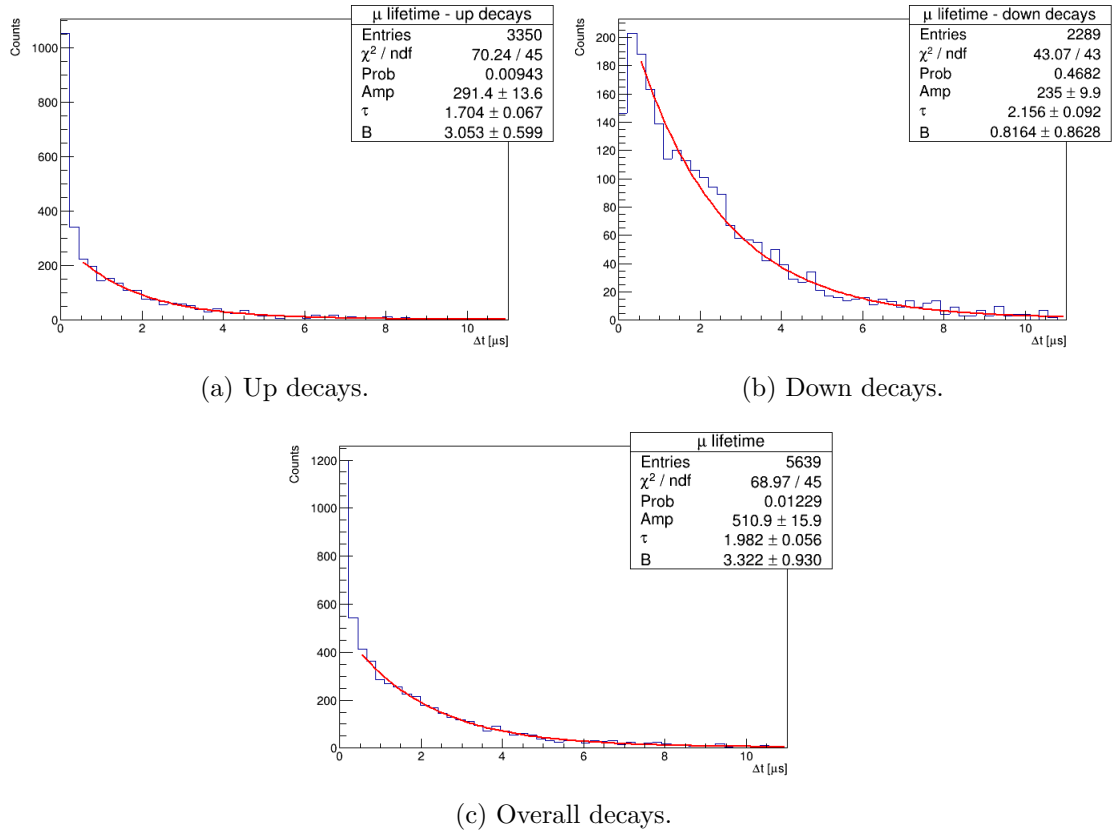 μ lifetime - up decays
Entries 3350
χ² / ndf 70.24 / 45
Prob 0.00943
Amp 291.4 ± 13.6
τ 1.704 ± 0.067
B 3.053 ± 0.599
Counts
1000
800
600
400
200
0
0 2 4 6 8 10
Δt [μs]
(a) Up decays.
μ lifetime - down decays
Entries 2289
χ² / ndf 43.07 / 43
Prob 0.4682
Amp 235 ± 9.9
τ 2.156 ± 0.092
B 0.8164 ± 0.8628
Counts
200
180
160
140
120
100
80
60
40
20
0
0 2 4 6 8 10
Δt [μs]
(b) Down decays.
μ lifetime
Entries 5639
χ² / ndf 68.97 / 45
Prob 0.01229
Amp 510.9 ± 15.9
τ 1.982 ± 0.056
B 3.322 ± 0.930
Counts
1200
1000
800
600
400
200
0
0 2 4 6 8 10
Δt [μs]
(c) Overall decays.